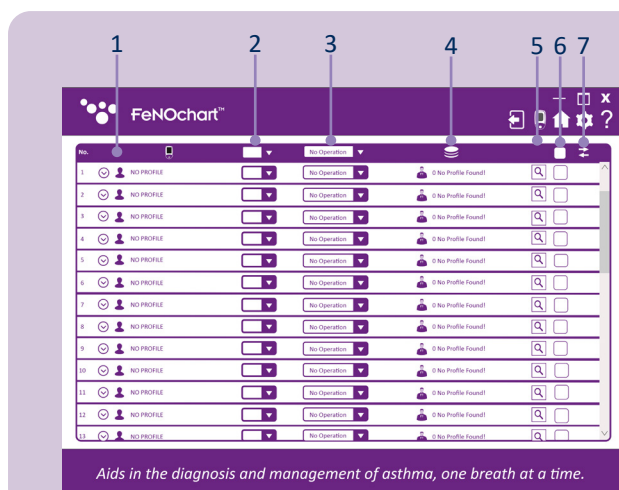 1 2 3 4 5 6 7
FeNOchart™
No. No Operation
1 NO PROFILE No Operation 0 No Profile Found!
2 NO PROFILE No Operation 0 No Profile Found!
3 NO PROFILE No Operation 0 No Profile Found!
4 NO PROFILE No Operation 0 No Profile Found!
5 NO PROFILE No Operation 0 No Profile Found!
6 NO PROFILE No Operation 0 No Profile Found!
7 NO PROFILE No Operation 0 No Profile Found!
8 NO PROFILE No Operation 0 No Profile Found!
9 NO PROFILE No Operation 0 No Profile Found!
10 NO PROFILE No Operation 0 No Profile Found!
11 NO PROFILE No Operation 0 No Profile Found!
12 NO PROFILE No Operation 0 No Profile Found!
13 NO PROFILE No Operation 0 No Profile Found!
Aids in the diagnosis and management of asthma, one breath at a time.